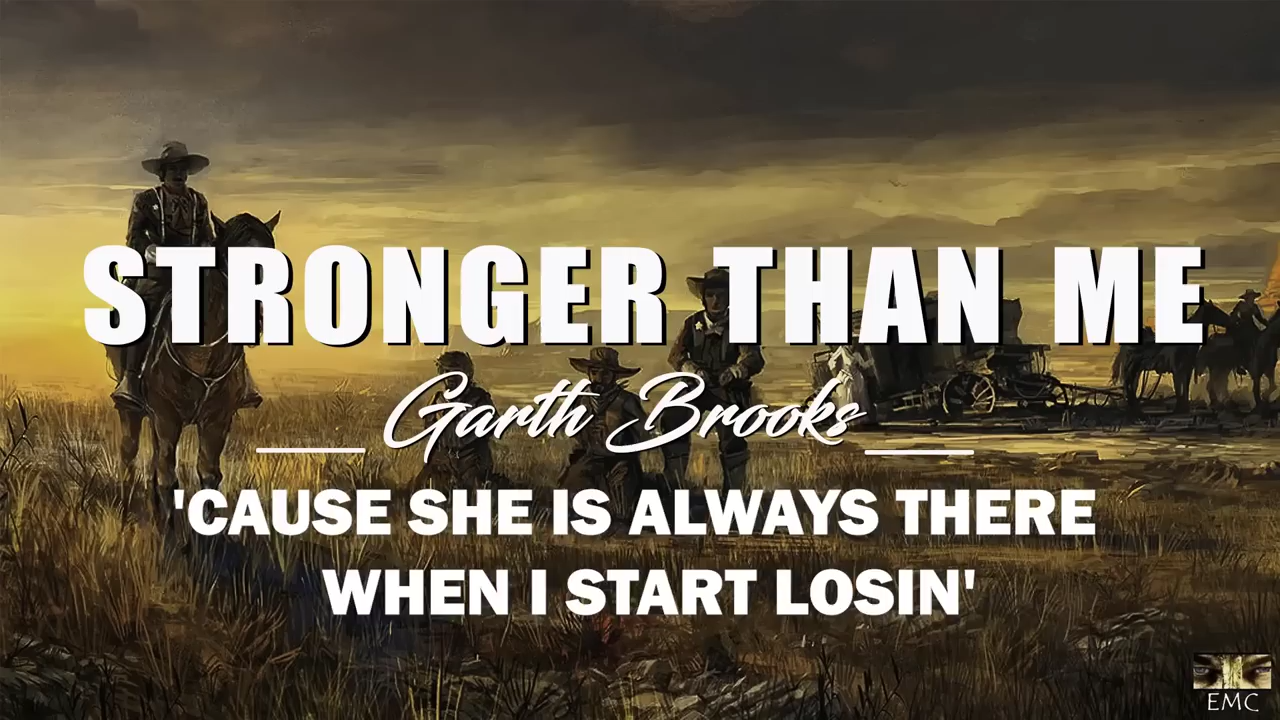 STRONGER THAN ME
Garth Brooks
'CAUSE SHE IS ALWAYS THERE
WHEN I START LOSIN'
EMC